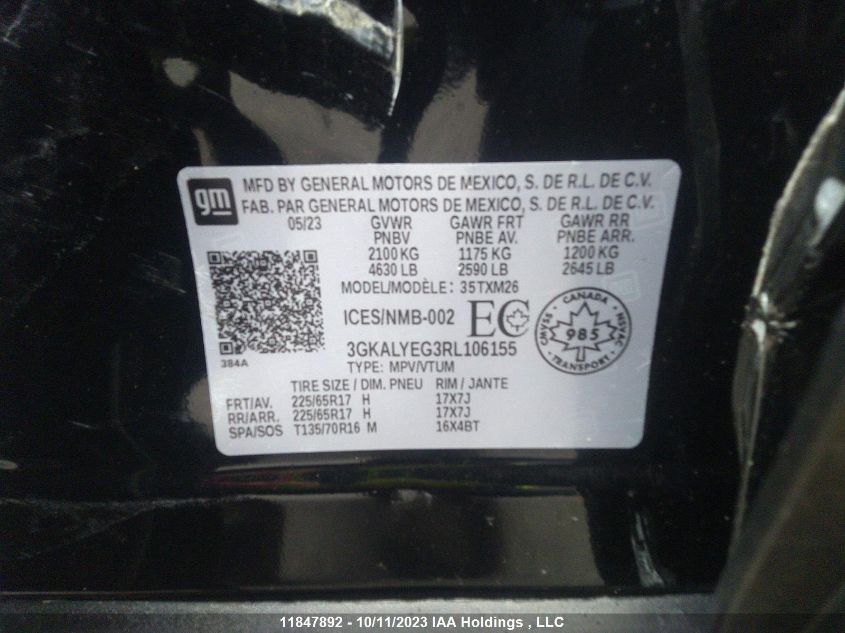 gm
MFD BY GENERAL MOTORS DE MEXICO, S. DE R.L. DE C.V.
FAB. PAR GENERAL MOTORS DE MEXICO, S. DE R.L. DE C.V.
05/23 GVWR GAWR FRT GAWR RR
PNBV PNBE AV. PNBE ARR.
2100 KG 1175 KG 1200 KG
4630 LB 2590 LB 2645 LB
MODEL/MODÈLE: 35TXM26
ICES/NMB-002 EC
CANADA
CMVSS 985 NSVAC
TRANSPORT
384A
3GKALYEG3RL106155
TYPE: MPV/VTUM
TIRE SIZE / DIM. PNEU RIM / JANTE
FRT/AV. 225/65R17 H 17X7J
RR/ARR. 225/65R17 H 17X7J
SPA/SOS T135/70R16 M 16X4BT
11847892 - 10/11/2023 IAA Holdings , LLC